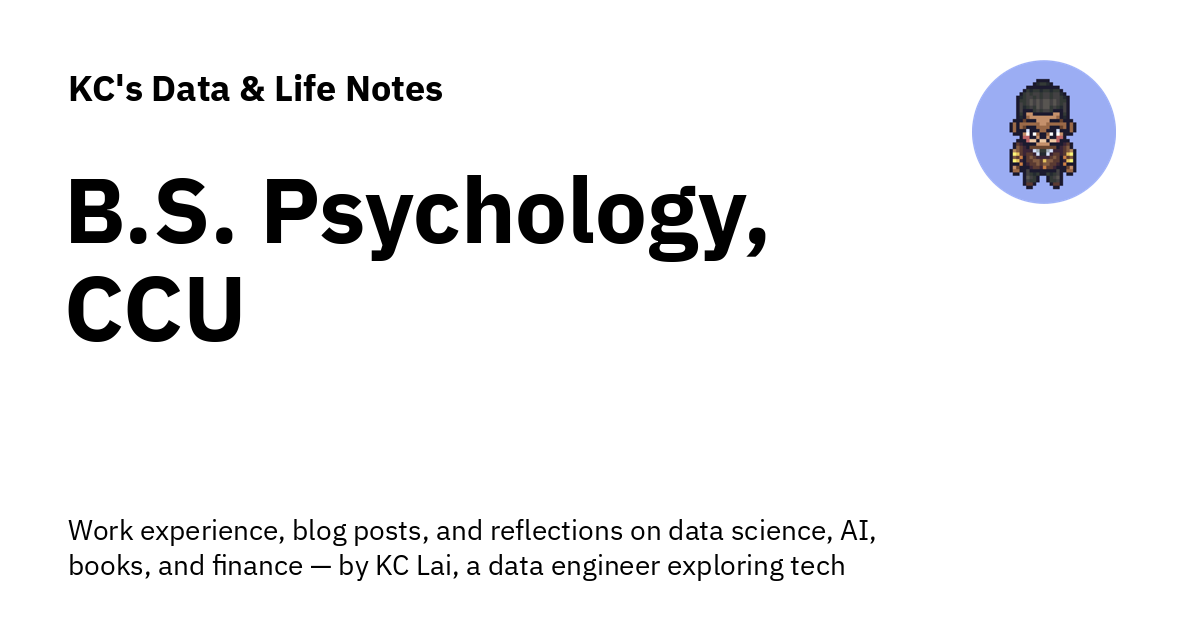 KC's Data & Life Notes
B.S. Psychology,
CCU
Work experience, blog posts, and reflections on data science, AI,
books, and finance — by KC Lai, a data engineer exploring tech